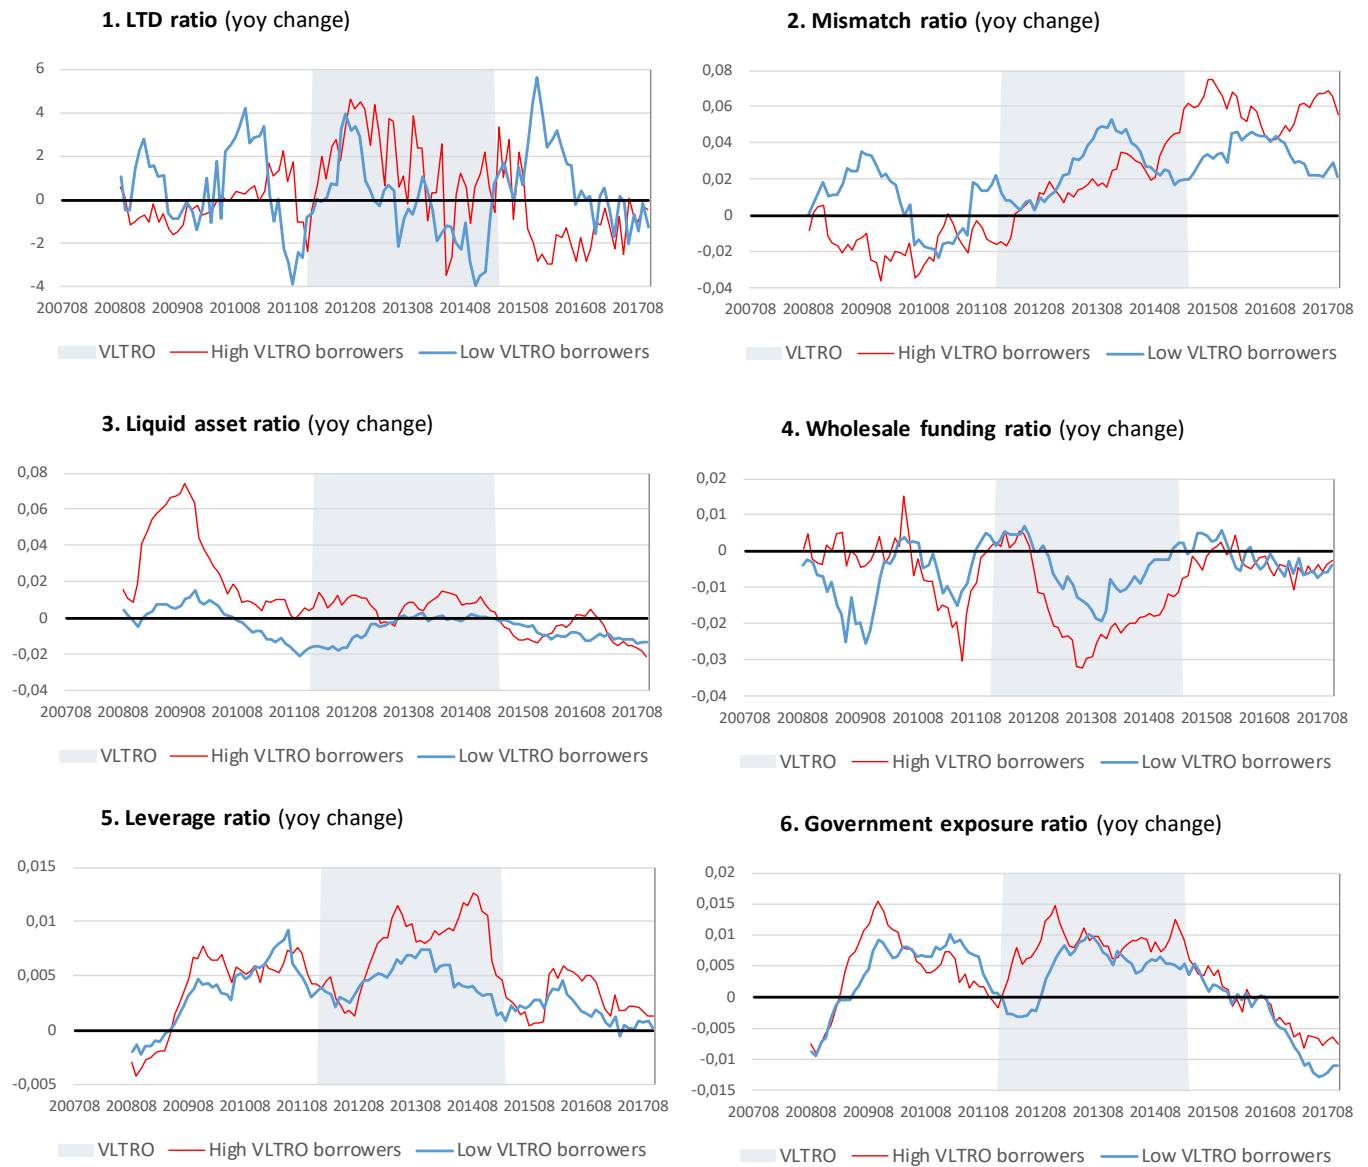 1. LTD ratio (yoy change)
6
4
2
0
-2
-4
200708 200808 200908 201008 201108 201208 201308 201408 201508 201608 201708
VLTRO High VLTRO borrowers Low VLTRO borrowers
2. Mismatch ratio (yoy change)
0,08
0,06
0,04
0,02
0
-0,02
-0,04
200708 200808 200908 201008 201108 201208 201308 201408 201508 201608 201708
VLTRO High VLTRO borrowers Low VLTRO borrowers
3. Liquid asset ratio (yoy change)
0,08
0,06
0,04
0,02
0
-0,02
-0,04
200708 200808 200908 201008 201108 201208 201308 201408 201508 201608 201708
VLTRO High VLTRO borrowers Low VLTRO borrowers
4. Wholesale funding ratio (yoy change)
0,02
0,01
0
-0,01
-0,02
-0,03
-0,04
200708 200808 200908 201008 201108 201208 201308 201408 201508 201608 201708
VLTRO High VLTRO borrowers Low VLTRO borrowers
5. Leverage ratio (yoy change)
0,015
0,01
0,005
0
-0,005
200708 200808 200908 201008 201108 201208 201308 201408 201508 201608 201708
VLTRO High VLTRO borrowers Low VLTRO borrowers
6. Government exposure ratio (yoy change)
0,02
0,015
0,01
0,005
0
-0,005
-0,01
-0,015
200708 200808 200908 201008 201108 201208 201308 201408 201508 201608 201708
VLTRO High VLTRO borrowers Low VLTRO borrowers